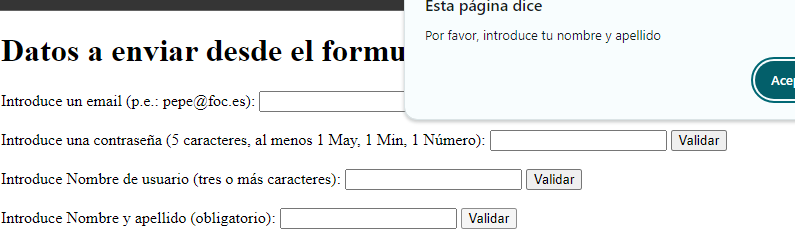 Esta página dice
Por favor, introduce tu nombre y apellido
Datos a enviar desde el
Introduce un email (p.e.: pepe@foc.es):
Introduce una contraseña (5 caracteres, al menos 1 May, 1 Min, 1 Número): Validar
Introduce Nombre de usuario (tres o más caracteres): Validar
Introduce Nombre y apellido (obligatorio): Validar